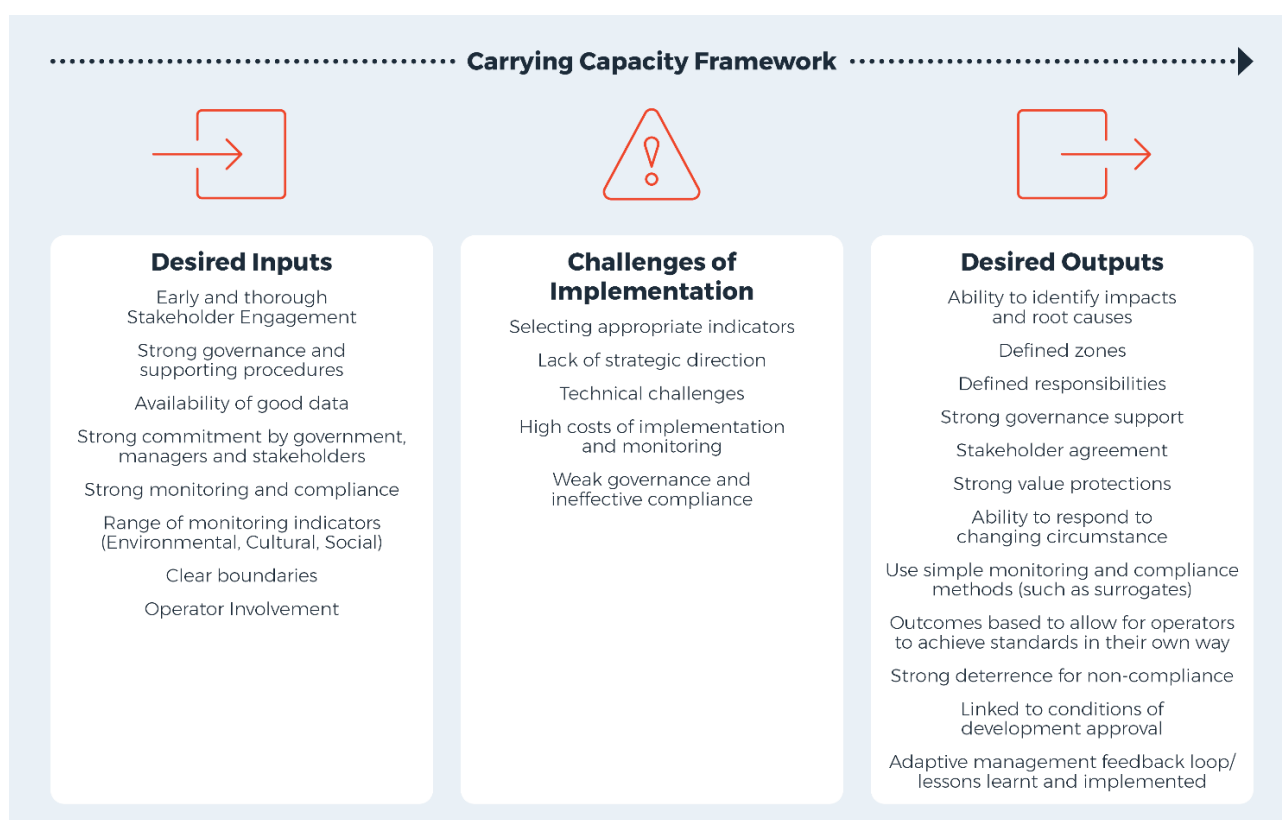 Carrying Capacity Framework
Desired Inputs
Early and thorough
Stakeholder Engagement
Strong governance and
supporting procedures
Availability of good data
Strong commitment by government,
managers and stakeholders
Strong monitoring and compliance
Range of monitoring indicators
(Environmental, Cultural, Social)
Clear boundaries
Operator Involvement
Challenges of
Implementation
Selecting appropriate indicators
Lack of strategic direction
Technical challenges
High costs of implementation
and monitoring
Weak governance and
ineffective compliance
Desired Outputs
Ability to identify impacts
and root causes
Defined zones
Defined responsibilities
Strong governance support
Stakeholder agreement
Strong value protections
Ability to respond to
changing circumstance
Use simple monitoring and compliance
methods (such as surrogates)
Outcomes based to allow for operators
to achieve standards in their own way
Strong deterrence for non-compliance
Linked to conditions of
development approval
Adaptive management feedback loop/
lessons learnt and implemented